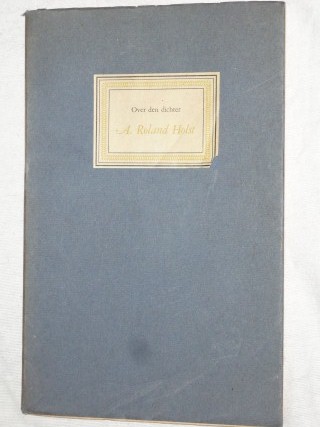 Over den dichter
A. Roland Holst